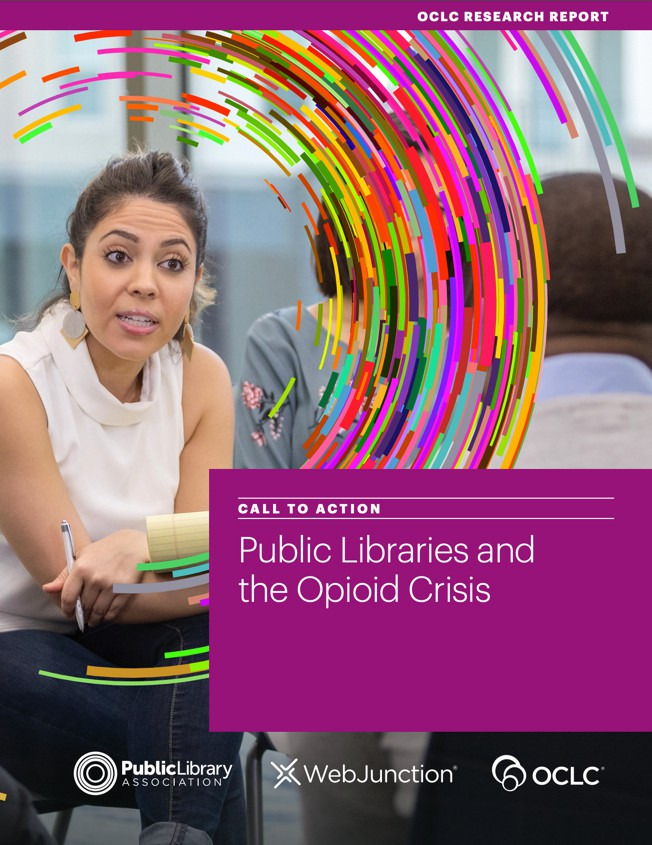 OCLC RESEARCH REPORT
CALL TO ACTION
Public Libraries and
the Opioid Crisis
PublicLibrary
ASSOCIATION
WebJunction®
OCLC®